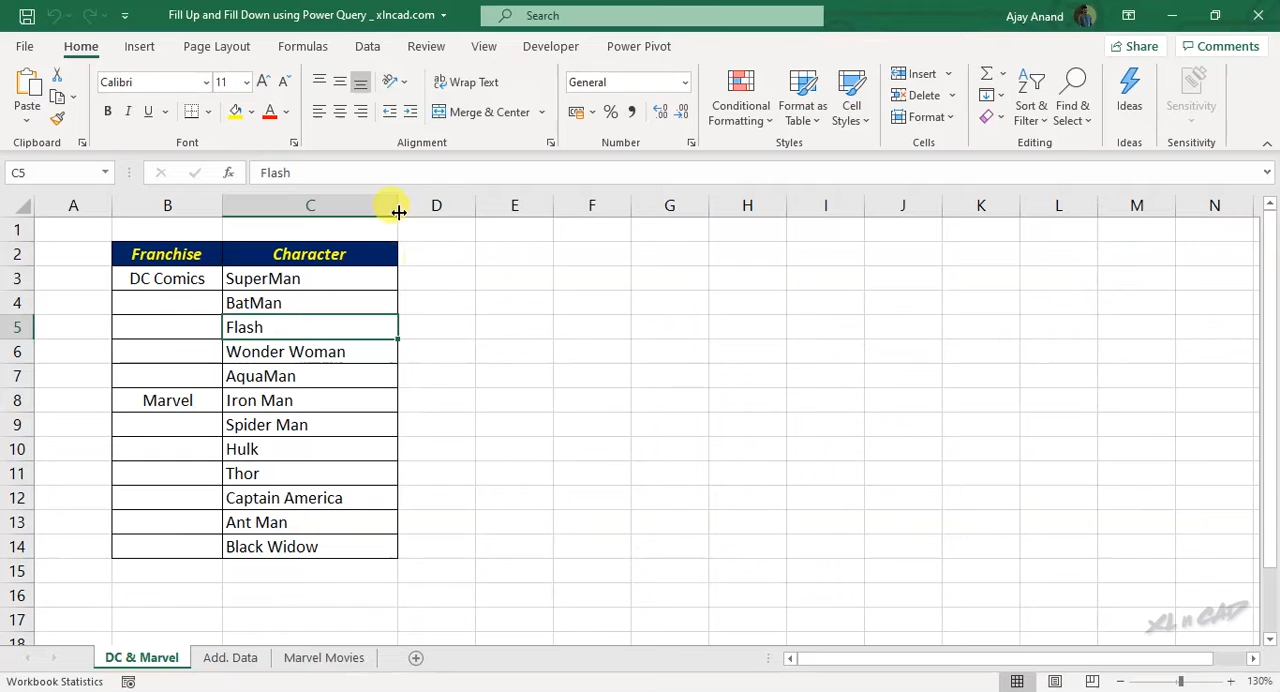 Fill Up and Fill Down using Power Query _ xlncad.com
Search
Ajay Anand
File Home Insert Page Layout Formulas Data Review View Developer Power Pivot Share Comments
Calibri 11 Wrap Text General Insert
Paste B I U Merge & Center Conditional Formatting Format as Table Cell Styles Delete Format Sort & Filter Find & Select Ideas Sensitivity
Clipboard Font Alignment Number Styles Cells Editing Ideas Sensitivity
C5 fx Flash
A B C D E F G H I J K L M N
1
2 Franchise Character
3 DC Comics SuperMan
4 BatMan
5 Flash
6 Wonder Woman
7 AquaMan
8 Marvel Iron Man
9 Spider Man
10 Hulk
11 Thor
12 Captain America
13 Ant Man
14 Black Widow
15
16
17
18
XL n CAD
DC & Marvel Add. Data Marvel Movies
Workbook Statistics 130%